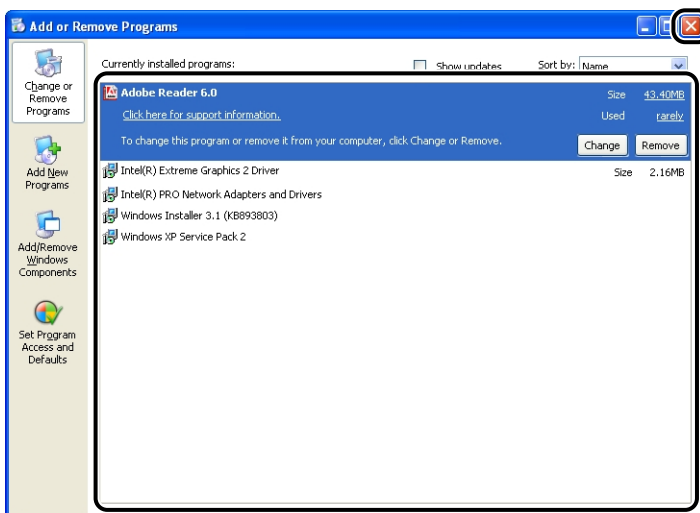 Add or Remove Programs
Change or
Remove
Programs
Add New
Programs
Add/Remove
Windows
Components
Set Program
Access and
Defaults
Currently installed programs:
Show updates
Sort by: Name
Adobe Reader 6.0
Size 43.40MB
Click here for support information.
Used rarely
To change this program or remove it from your computer, click Change or Remove.
Change Remove
Intel(R) Extreme Graphics 2 Driver
Size 2.16MB
Intel(R) PRO Network Adapters and Drivers
Windows Installer 3.1 (KB893803)
Windows XP Service Pack 2